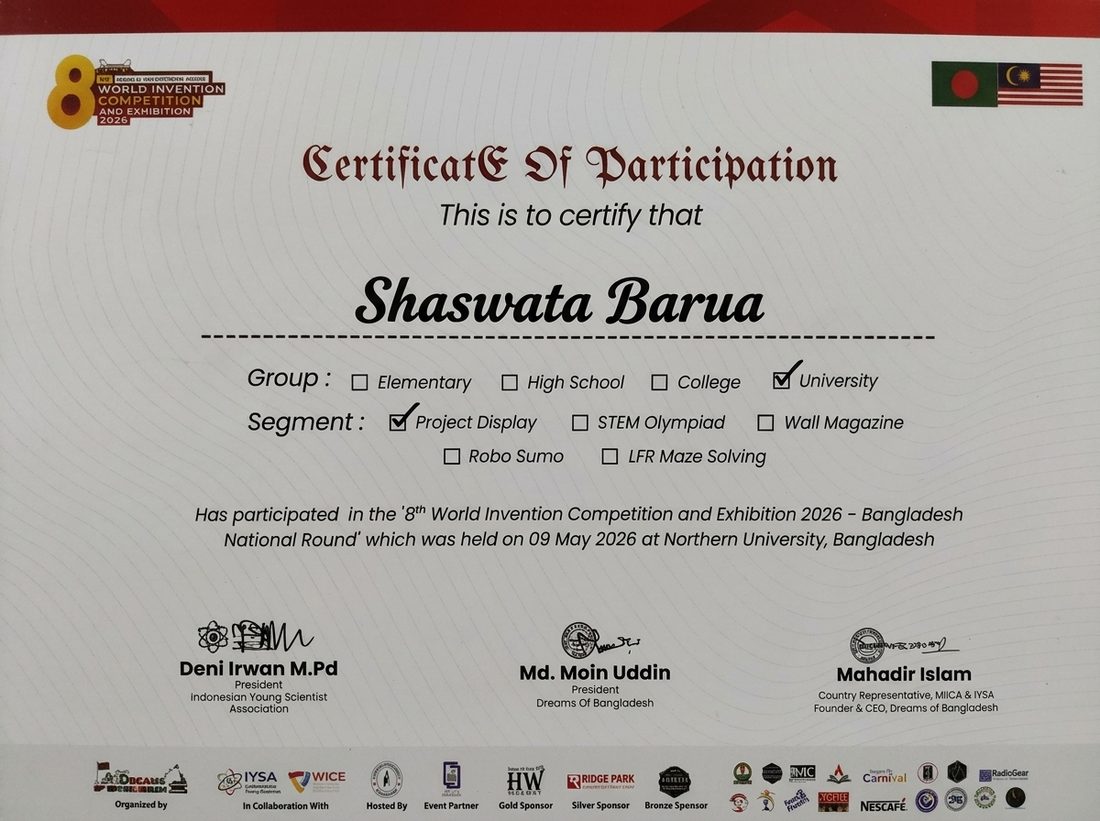 8
WORLD INVENTION
COMPETITION
AND EXHIBITION
2026
CertificatE Of Participation
This is to certify that
Shaswata Barua
Group : Elementary High School College University
Segment : Project Display STEM Olympiad Wall Magazine
Robo Sumo LFR Maze Solving
Has participated in the '8th World Invention Competition and Exhibition 2026 - Bangladesh
National Round' which was held on 09 May 2026 at Northern University, Bangladesh
Deni Irwan M.Pd
President
Indonesian Young Scientist
Association
Md. Moin Uddin
President
Dreams Of Bangladesh
Mahadir Islam
Country Representative, MIICA & IYSA
Founder & CEO, Dreams of Bangladesh
IYSA WICE HW RIDGE PARK Carnival RadioGear
NESCAFÉ
Organized by In Collaboration With Hosted By Event Partner Gold Sponsor Silver Sponsor Bronze Sponsor